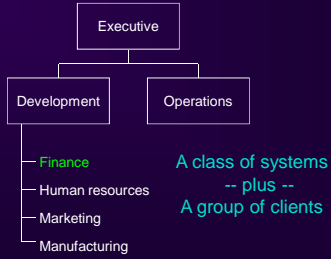 Executive
Development
Operations
Finance
Human resources
Marketing
Manufacturing
A class of systems
-- plus --
A group of clients